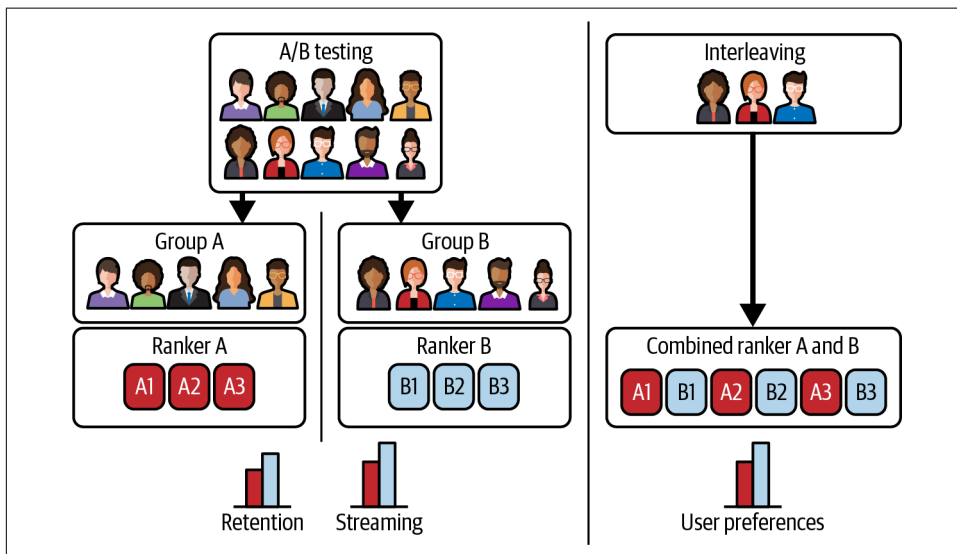 A/B testing
Interleaving
Group A
Group B
Ranker A
Ranker B
Combined ranker A and B
A1 A2 A3
B1 B2 B3
A1 B1 A2 B2 A3 B3
Retention
Streaming
User preferences